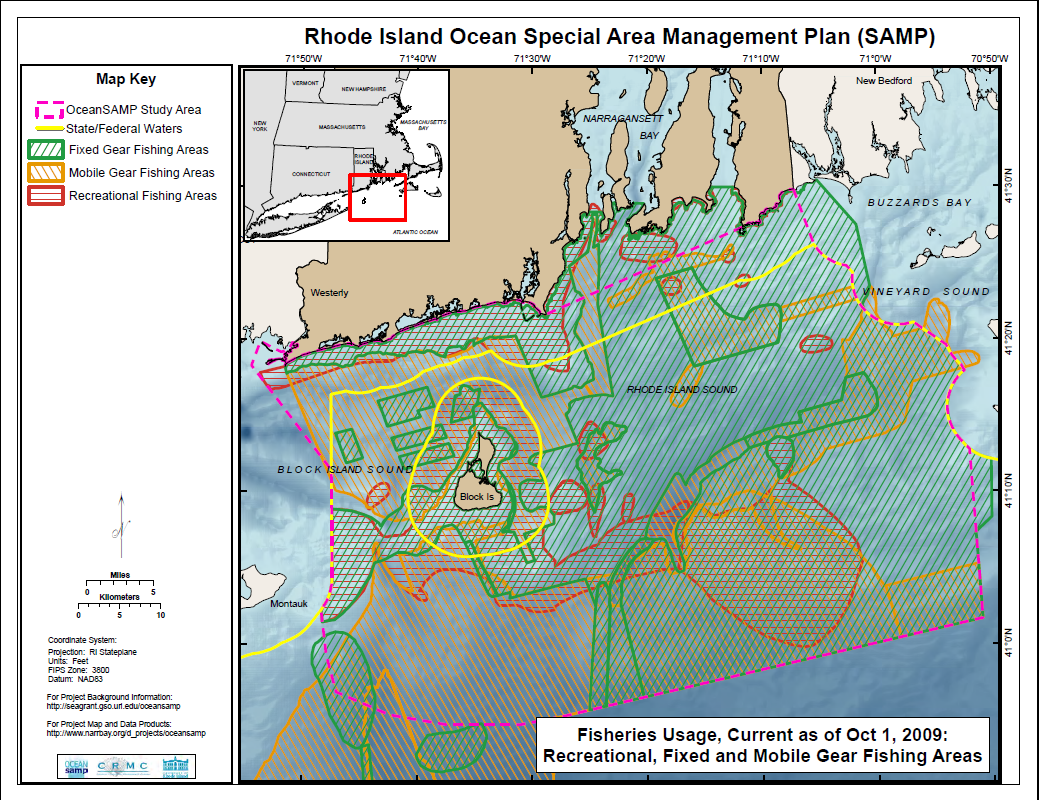 Rhode Island Ocean Special Area Management Plan (SAMP)
71°50'W 71°40'W 71°30'W 71°20'W 71°10'W 71°0'W 70°50'W
Map Key
OceanSAMP Study Area
State/Federal Waters
Fixed Gear Fishing Areas
Mobile Gear Fishing Areas
Recreational Fishing Areas
VERMONT
NEW HAMPSHIRE
NEW
YORK
MASSACHUSETTS
MASSACHUSETTS
BAY
RHODE
ISLAND
CONNECTICUT
ATLANTIC OCEAN
New Bedford
NARRAGANSETT
BAY
BUZZARDS BAY
VINEYARD SOUND
Westerly
RHODE ISLAND SOUND
BLOCK ISLAND SOUND
Block Is
Montauk
41°30'N
41°20'N
41°10'N
41°0'N
N
Miles
0 5
Kilometers
0 5 10
Coordinate System:
Projection: RI Stateplane
Units: Feet
FIPS Zone: 3800
Datum: NAD83
For Project Background Information:
http://seagrant.gso.uri.edu/oceansamp
For Project Map and Data Products:
http://www.narrbay.org/d_projects/oceansamp
OCEAN
samp
CRMC
Fisheries Usage, Current as of Oct 1, 2009:
Recreational, Fixed and Mobile Gear Fishing Areas